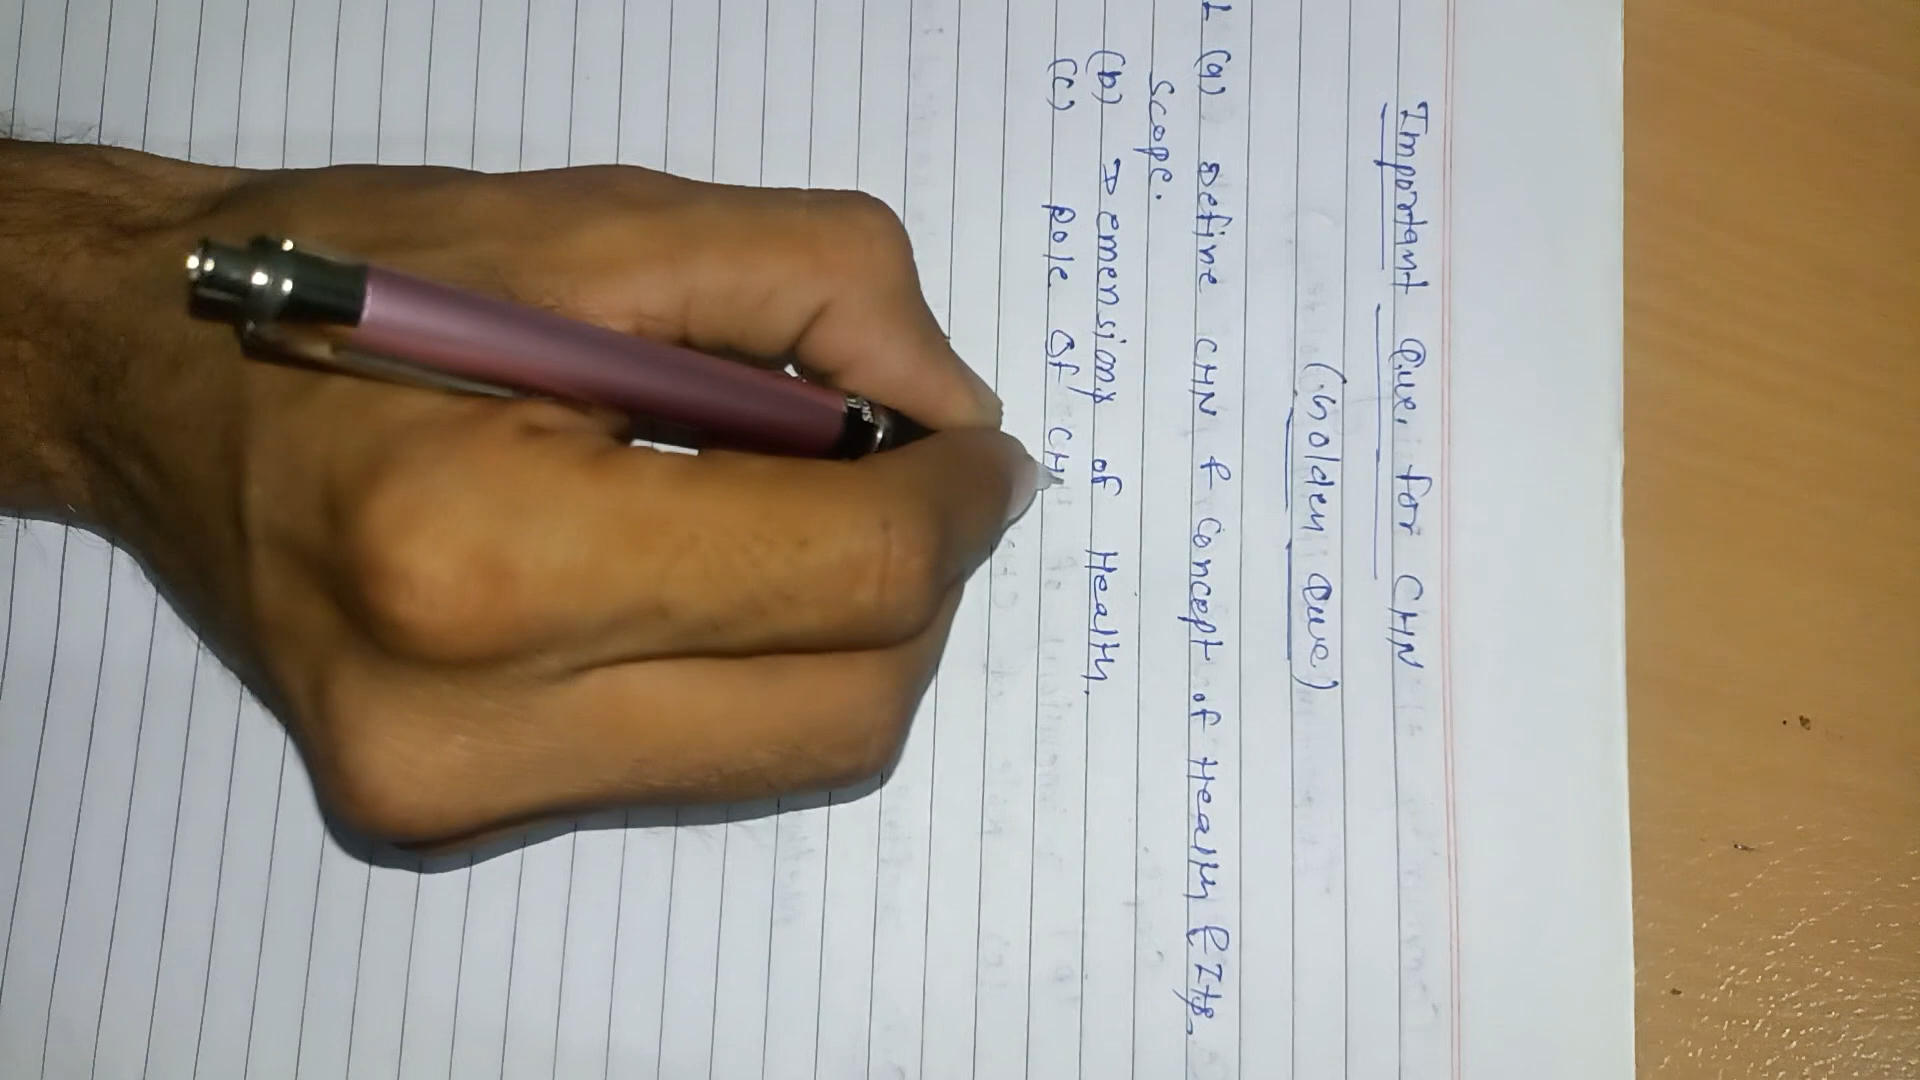 Important Que. for CHN
(Golden Que)
1 (a) Define CHN & Concept of Health & Its
scope.
(b) Demensions of Health.
(c) Role of CH